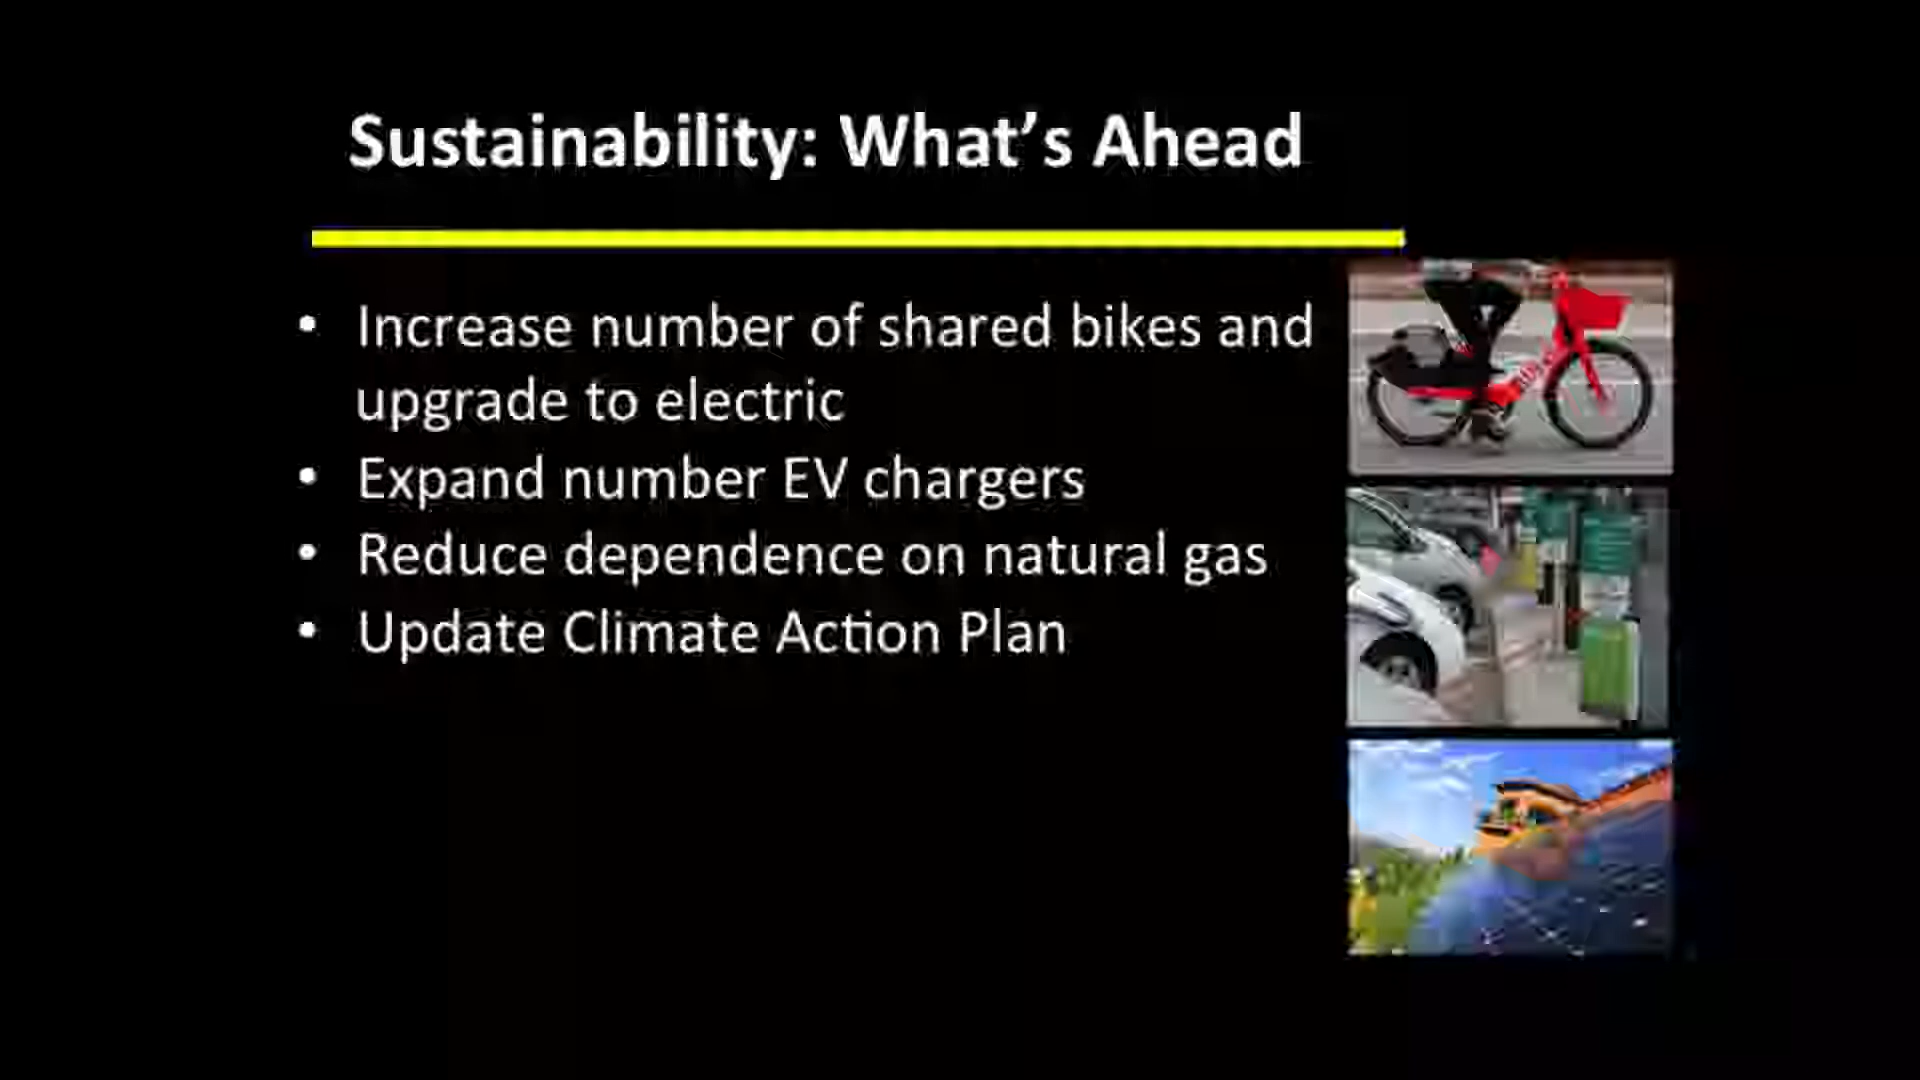 Sustainability: What’s Ahead
• Increase number of shared bikes and
upgrade to electric
• Expand number EV chargers
• Reduce dependence on natural gas
• Update Climate Action Plan